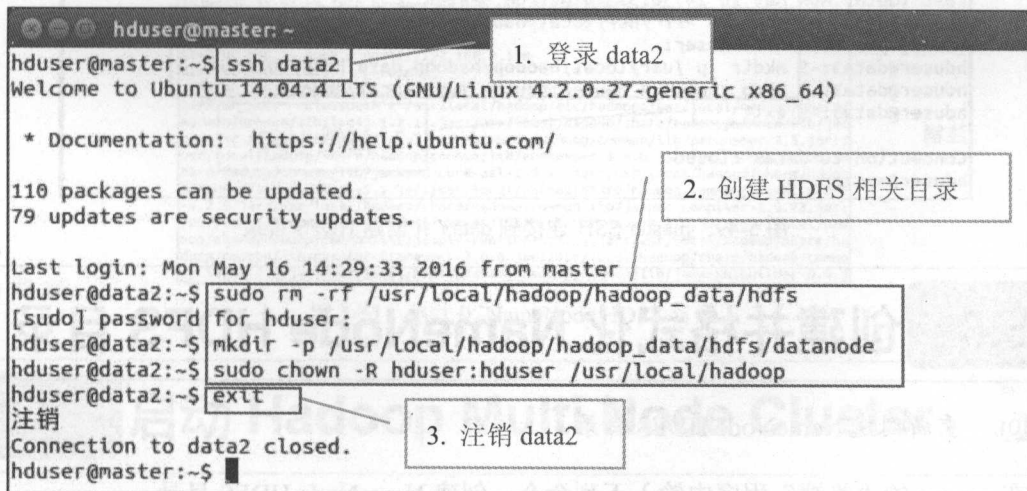 hduser@master: ~
hduser@master:~$ ssh data2
1. 登录 data2
Welcome to Ubuntu 14.04.4 LTS (GNU/Linux 4.2.0-27-generic x86_64)
* Documentation: https://help.ubuntu.com/
2. 创建 HDFS 相关目录
110 packages can be updated.
79 updates are security updates.
Last login: Mon May 16 14:29:33 2016 from master
hduser@data2:~$ sudo rm -rf /usr/local/hadoop/hadoop_data/hdfs
[sudo] password for hduser:
hduser@data2:~$ mkdir -p /usr/local/hadoop/hadoop_data/hdfs/datanode
hduser@data2:~$ sudo chown -R hduser:hduser /usr/local/hadoop
hduser@data2:~$ exit
注销
3. 注销 data2
Connection to data2 closed.
hduser@master:~$